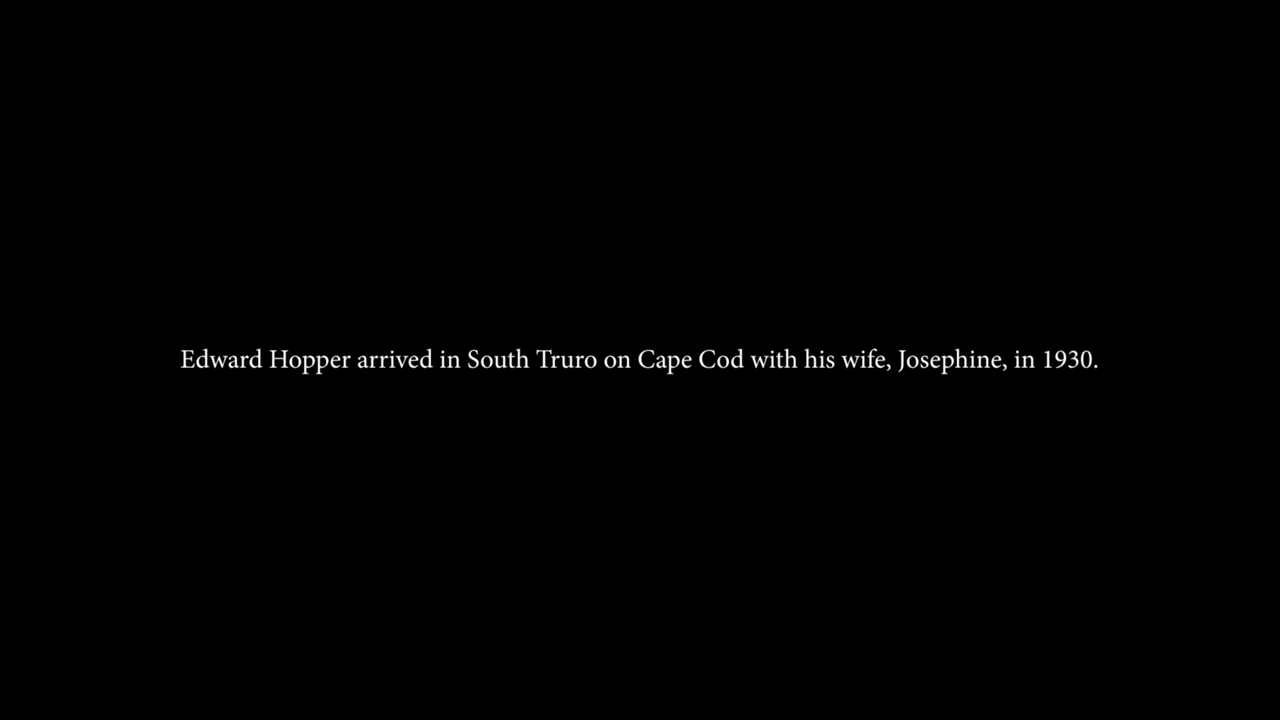 Edward Hopper arrived in South Truro on Cape Cod with his wife, Josephine, in 1930.